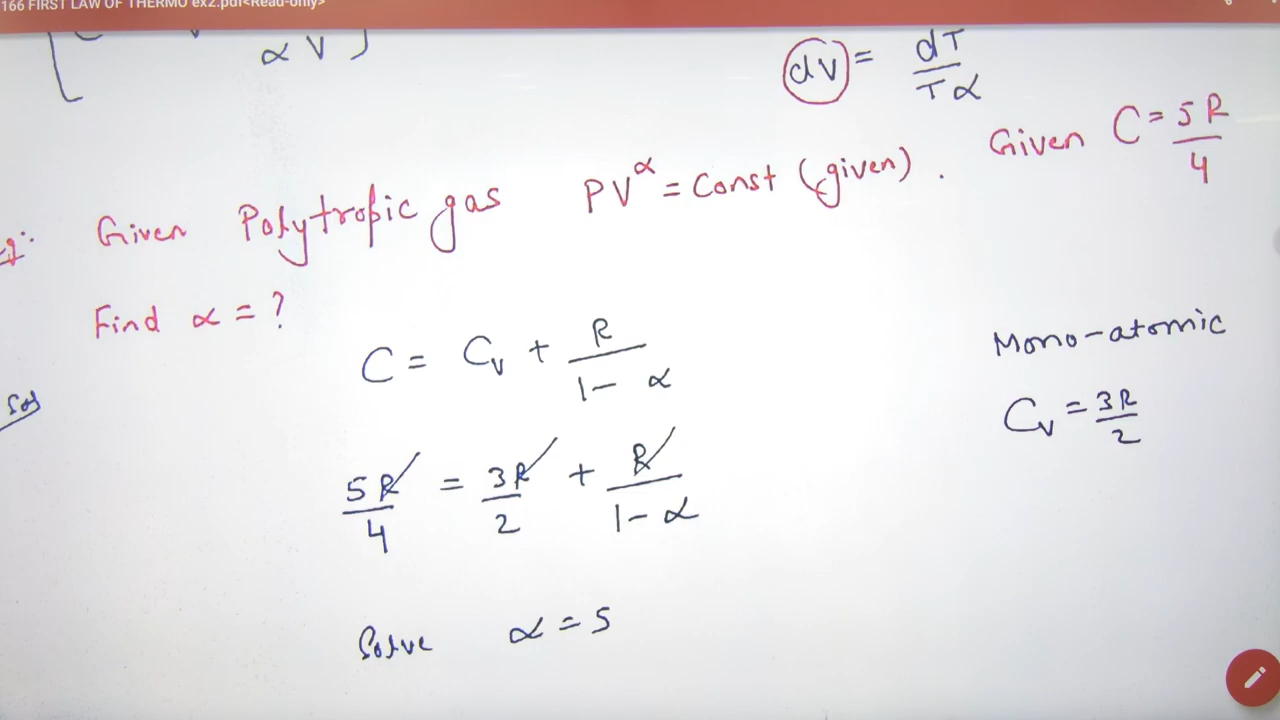 166 FIRST LAW OF THERMO ex2.pdf<Read-only>
α V
dV = dT / Tα
Given Polytropic gas PV^α = Const (given). Given C = 5R/4
Find α = ?
Mono-atomic
C = Cv + R/(1 - α)
Sol
Cv = 3R/2
5R/4 = 3R/2 + R/(1 - α)
Solve α = 5